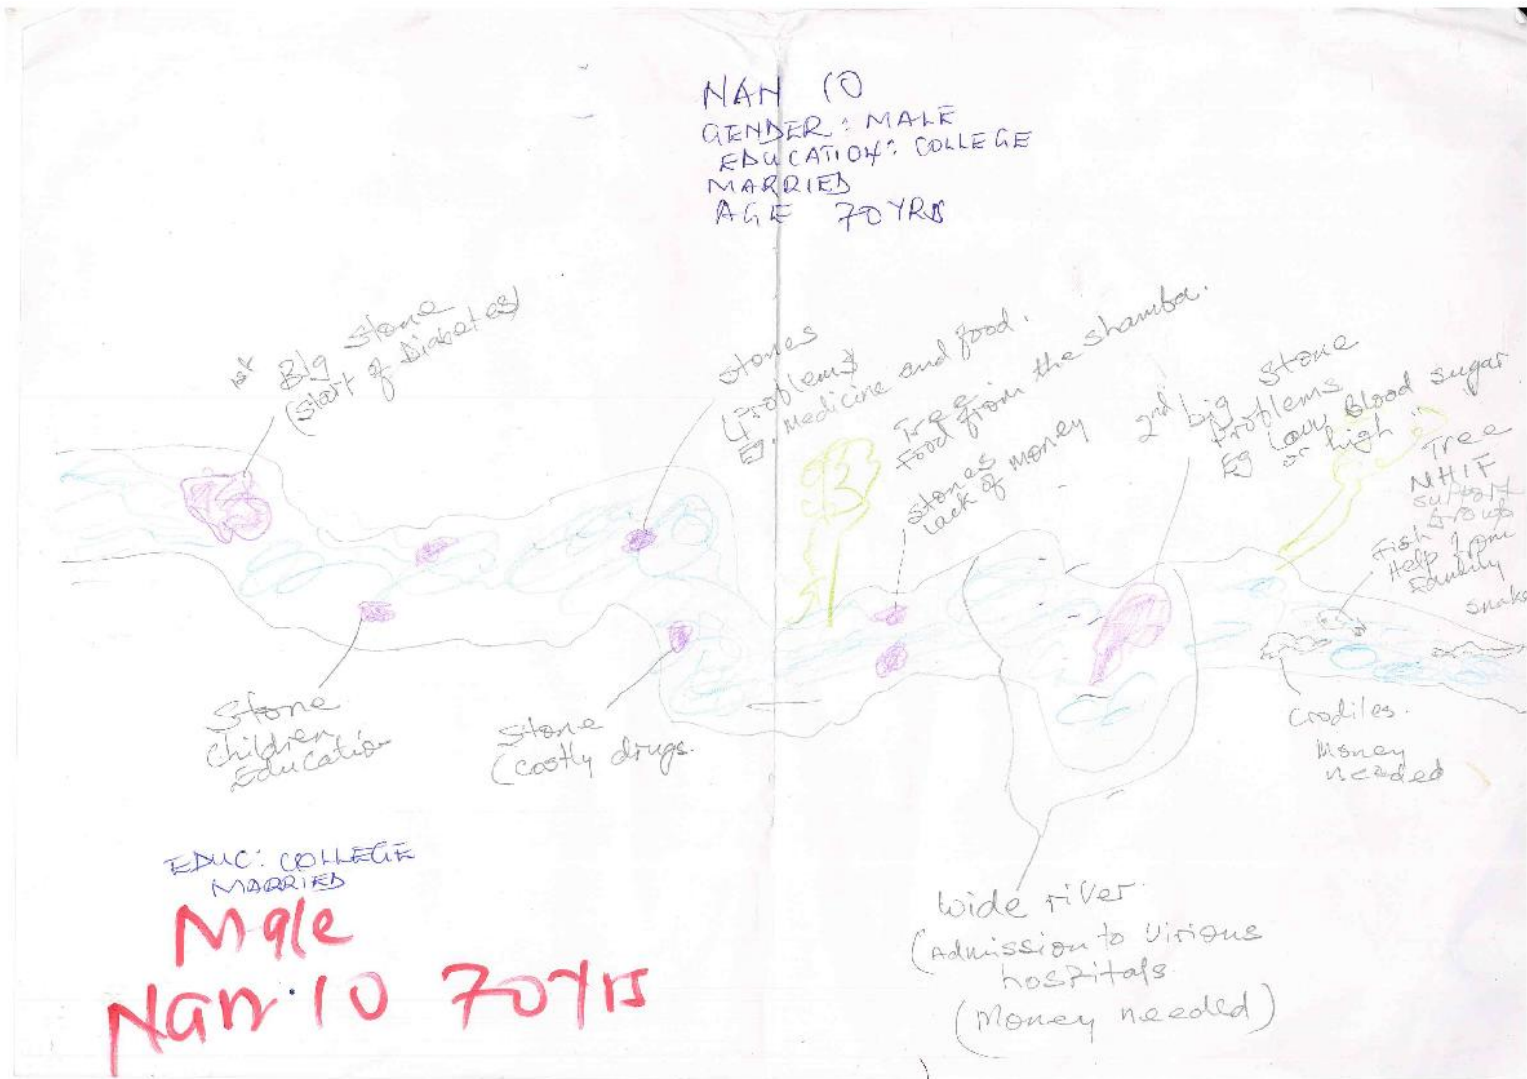 NAN 10
GENDER: MALE
EDUCATION: COLLEGE
MARRIED
AGE 70YRS
1st Big Stone
(Start of Diabetes)
Stones
(Problems
Eg. Medicine and food.
Tree
Food from the shamba.
Stones
Lack of Money
2nd big Stone
Problems
Eg Low Blood sugar
or high
Tree
NHIF
Support
Group
Fish
Help from
Family
Snake
Stone
Children
Education
Stone
(Costly drugs.
Crodiles.
Money
needed
EDUC: COLLEGE
MARRIED
Male
Nan 10 70YRS
Wide river
(Admission to Virious
hospitals
(Money needed)